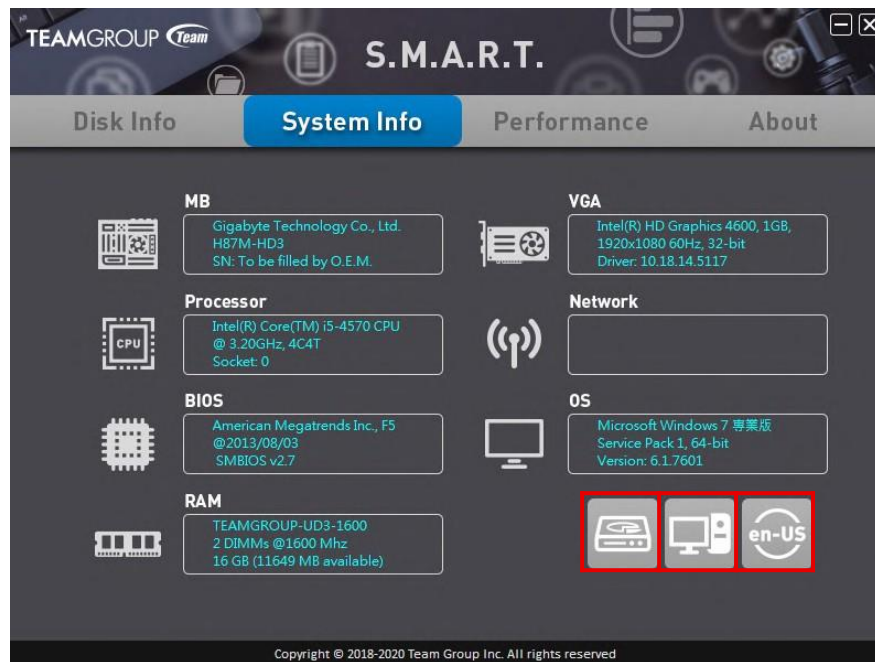 TEAMGROUP Team
S.M.A.R.T.
Disk Info
System Info
Performance
About
MB
Gigabyte Technology Co., Ltd.
H87M-HD3
SN: To be filled by O.E.M.
VGA
Intel(R) HD Graphics 4600, 1GB,
1920x1080 60Hz, 32-bit
Driver: 10.18.14.5117
Processor
CPU
Intel(R) Core(TM) i5-4570 CPU
@ 3.20GHz, 4C4T
Socket: 0
Network
BIOS
American Megatrends Inc., F5
@2013/08/03
SMBIOS v2.7
OS
Microsoft Windows 7 專業版
Service Pack 1, 64-bit
Version: 6.1.7601
RAM
TEAMGROUP-UD3-1600
2 DIMMs @1600 Mhz
16 GB (11649 MB available)
en-US
Copyright © 2018-2020 Team Group Inc. All rights reserved